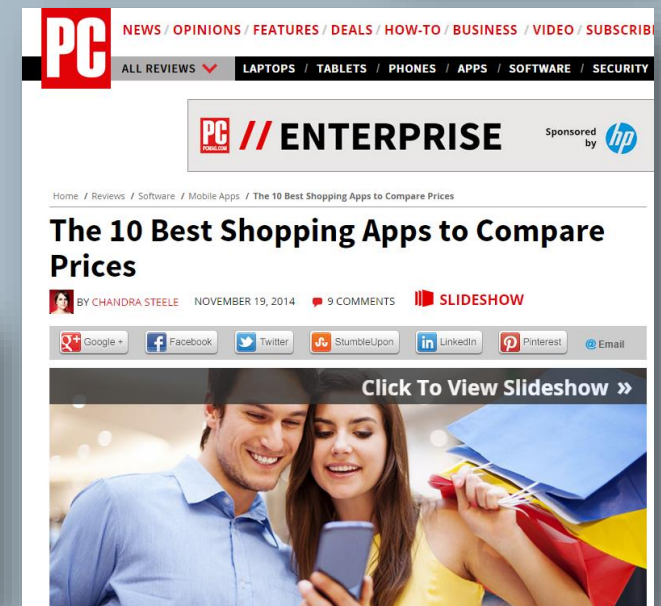 PC
NEWS / OPINIONS / FEATURES / DEALS / HOW-TO / BUSINESS / VIDEO / SUBSCRIB
ALL REVIEWS LAPTOPS / TABLETS / PHONES / APPS / SOFTWARE / SECURITY
PC
PCMAG.COM
// ENTERPRISE
Sponsored
by
hp
Home / Reviews / Software / Mobile Apps / The 10 Best Shopping Apps to Compare Prices
The 10 Best Shopping Apps to Compare
Prices
BY CHANDRA STEELE NOVEMBER 19, 2014 9 COMMENTS SLIDESHOW
Google + Facebook Twitter StumbleUpon LinkedIn Pinterest @ Email
Click To View Slideshow »